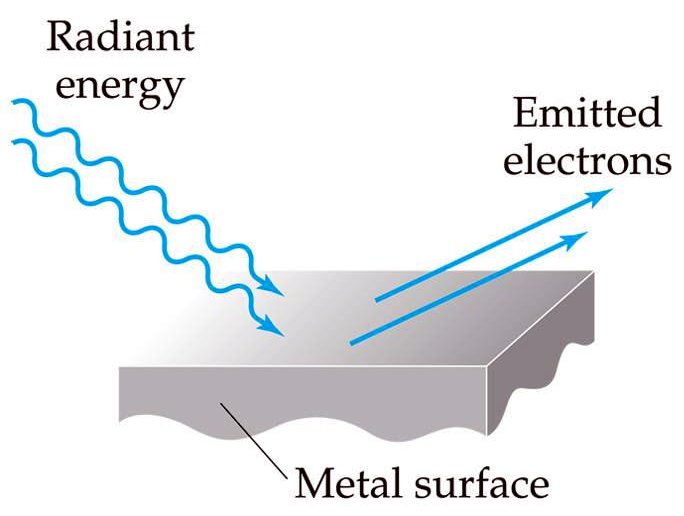 Radiant
energy
Emitted
electrons
Metal surface